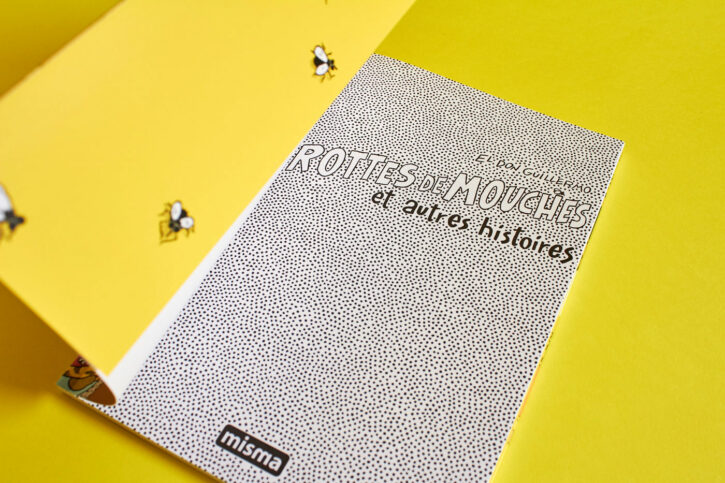 EL DON GUILLERMO
ROTTES DE MOUCHES
et autres histoires
misma